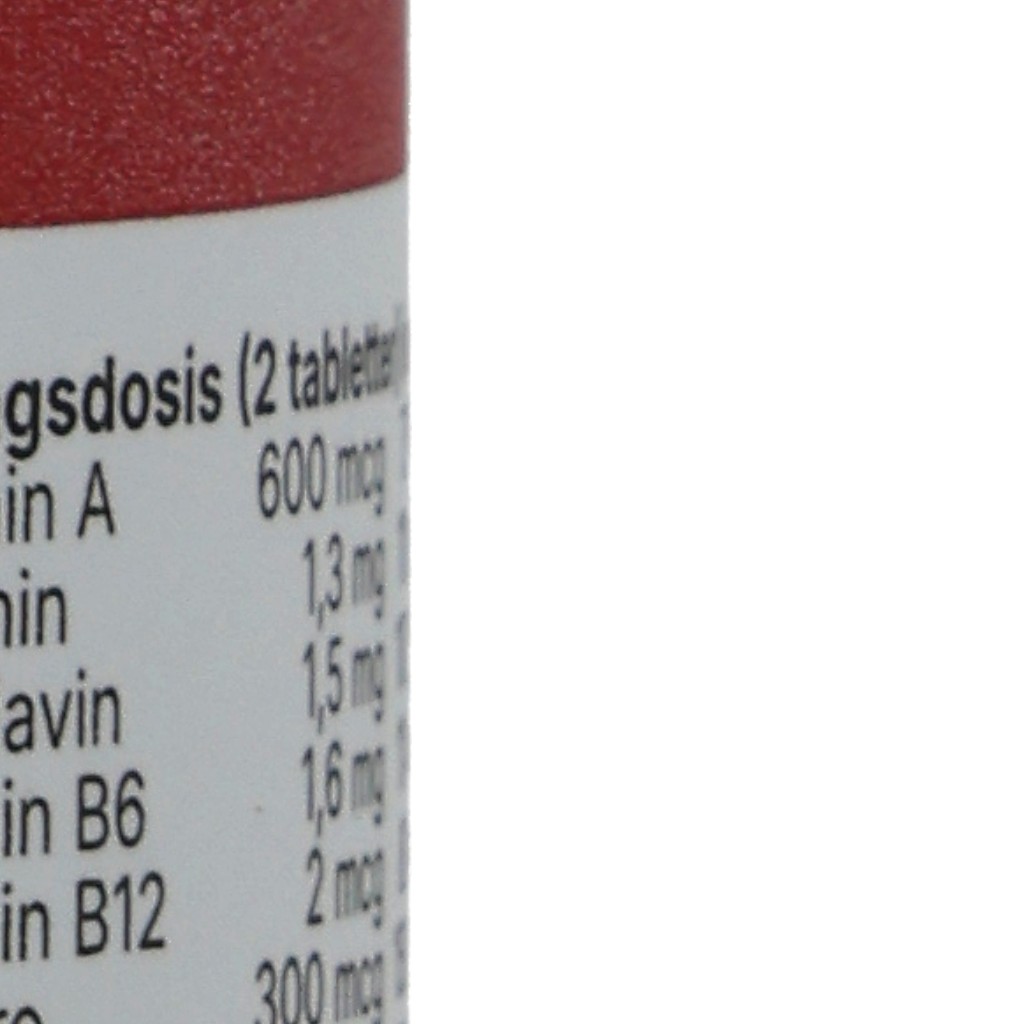 gsdosis (2 tabletter
in A 600 mcg
in 1,3 mg
avin 1,5 mg
in B6 1,6 mg
in B12 2 mcg
300 mcg